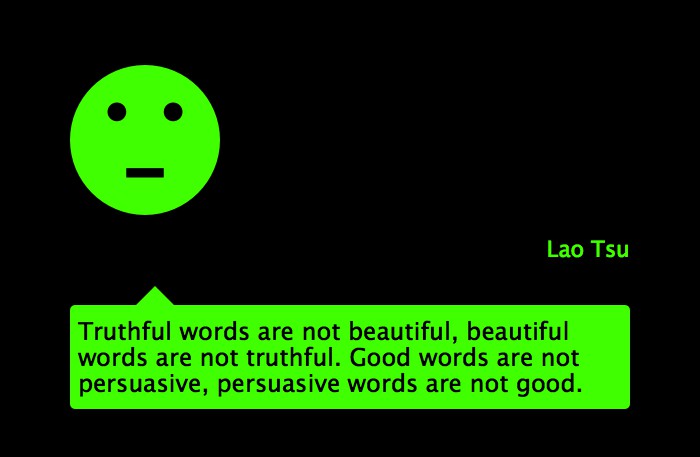 Lao Tsu
Truthful words are not beautiful, beautiful
words are not truthful. Good words are not
persuasive, persuasive words are not good.